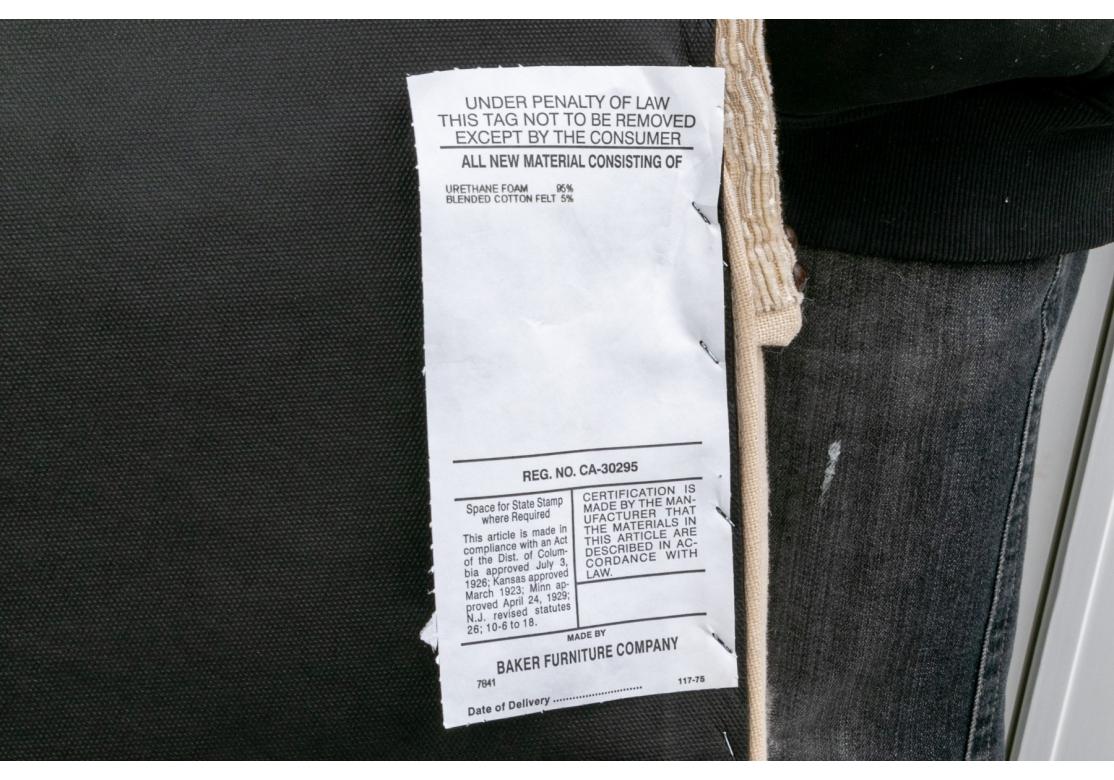 UNDER PENALTY OF LAW
THIS TAG NOT TO BE REMOVED
EXCEPT BY THE CONSUMER
ALL NEW MATERIAL CONSISTING OF
URETHANE FOAM 95%
BLENDED COTTON FELT 5%
REG. NO. CA-30295
Space for State Stamp
where Required
This article is made in
compliance with an Act
of the Dist. of Colum-
bia approved July 3,
1926; Kansas approved
March 1923; Minn ap-
proved April 24, 1929;
N.J. revised statutes
26; 10-6 to 18.
CERTIFICATION IS
MADE BY THE MAN-
UFACTURER THAT
THE MATERIALS IN
THIS ARTICLE ARE
DESCRIBED IN AC-
CORDANCE WITH
LAW.
MADE BY
BAKER FURNITURE COMPANY
7841 117-75
Date of Delivery ............................